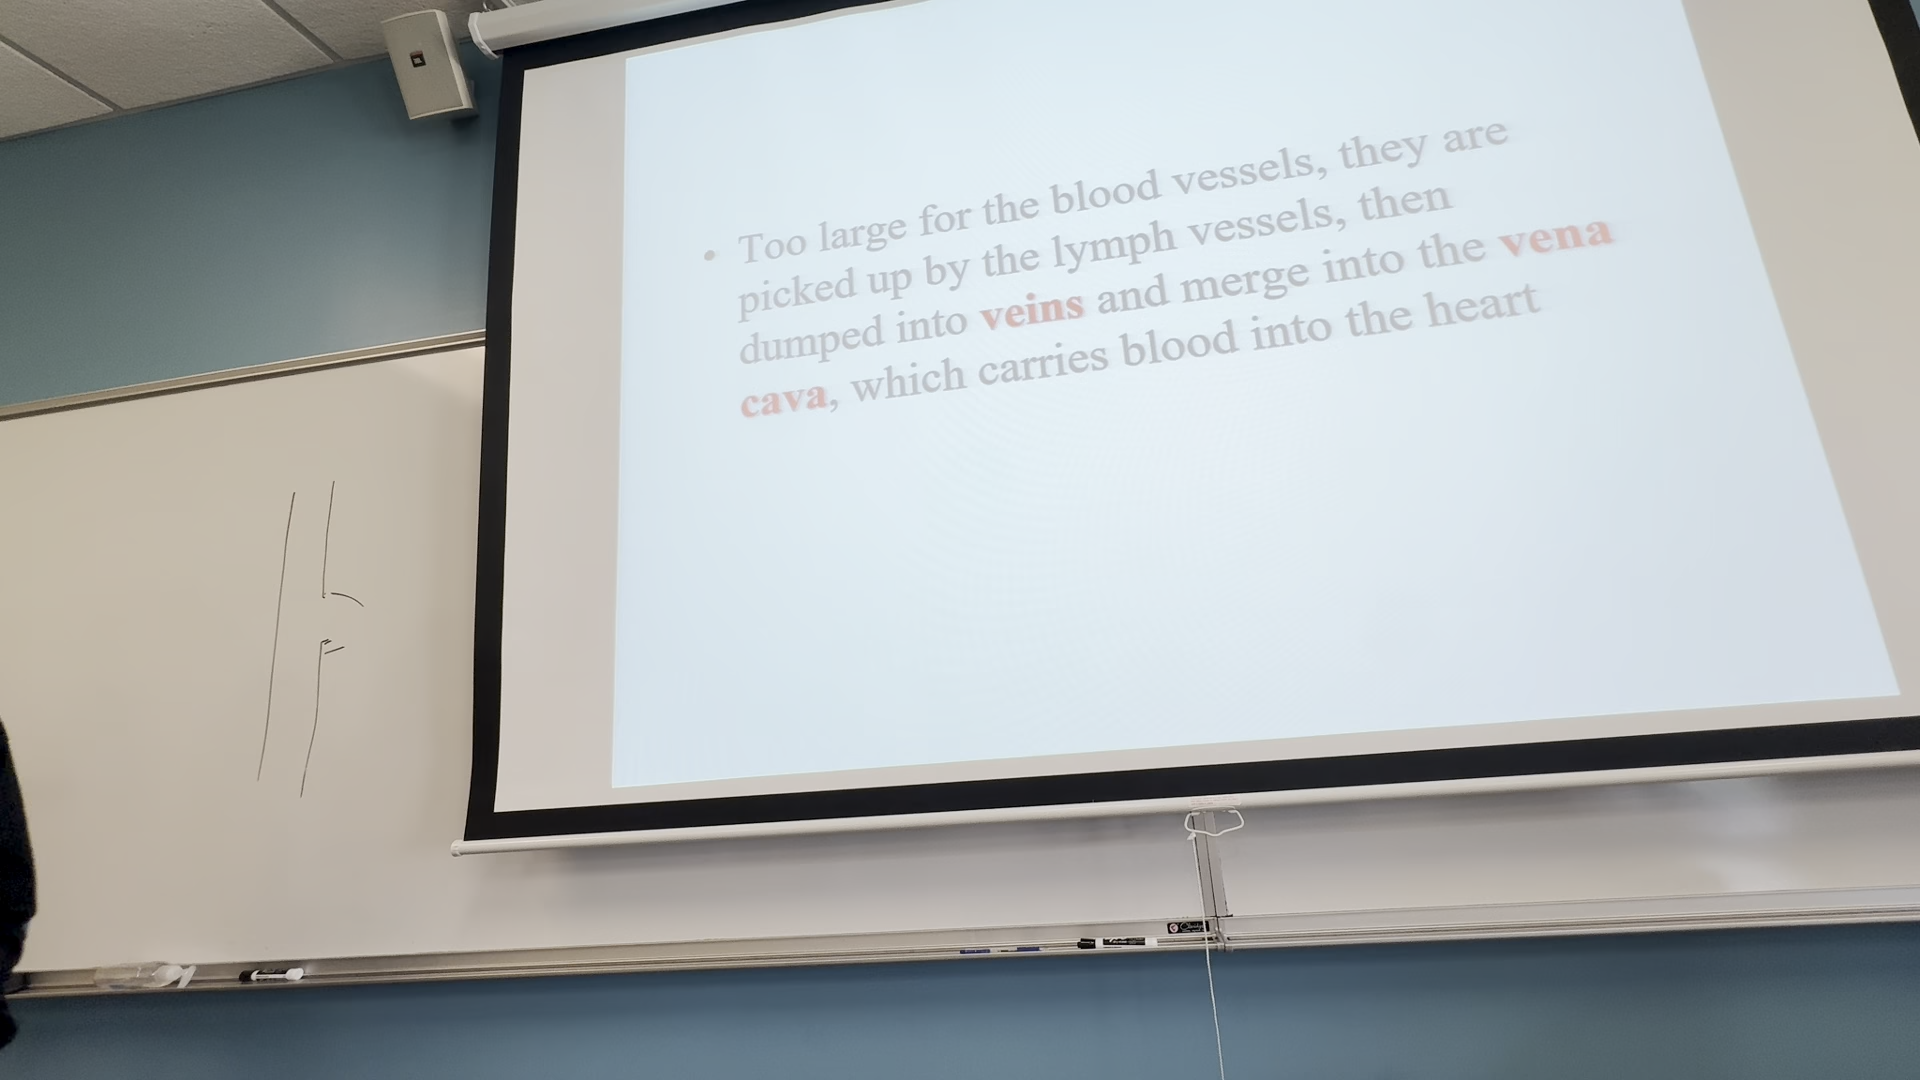 • Too large for the blood vessels, they are
picked up by the lymph vessels, then
dumped into veins and merge into the vena
cava, which carries blood into the heart